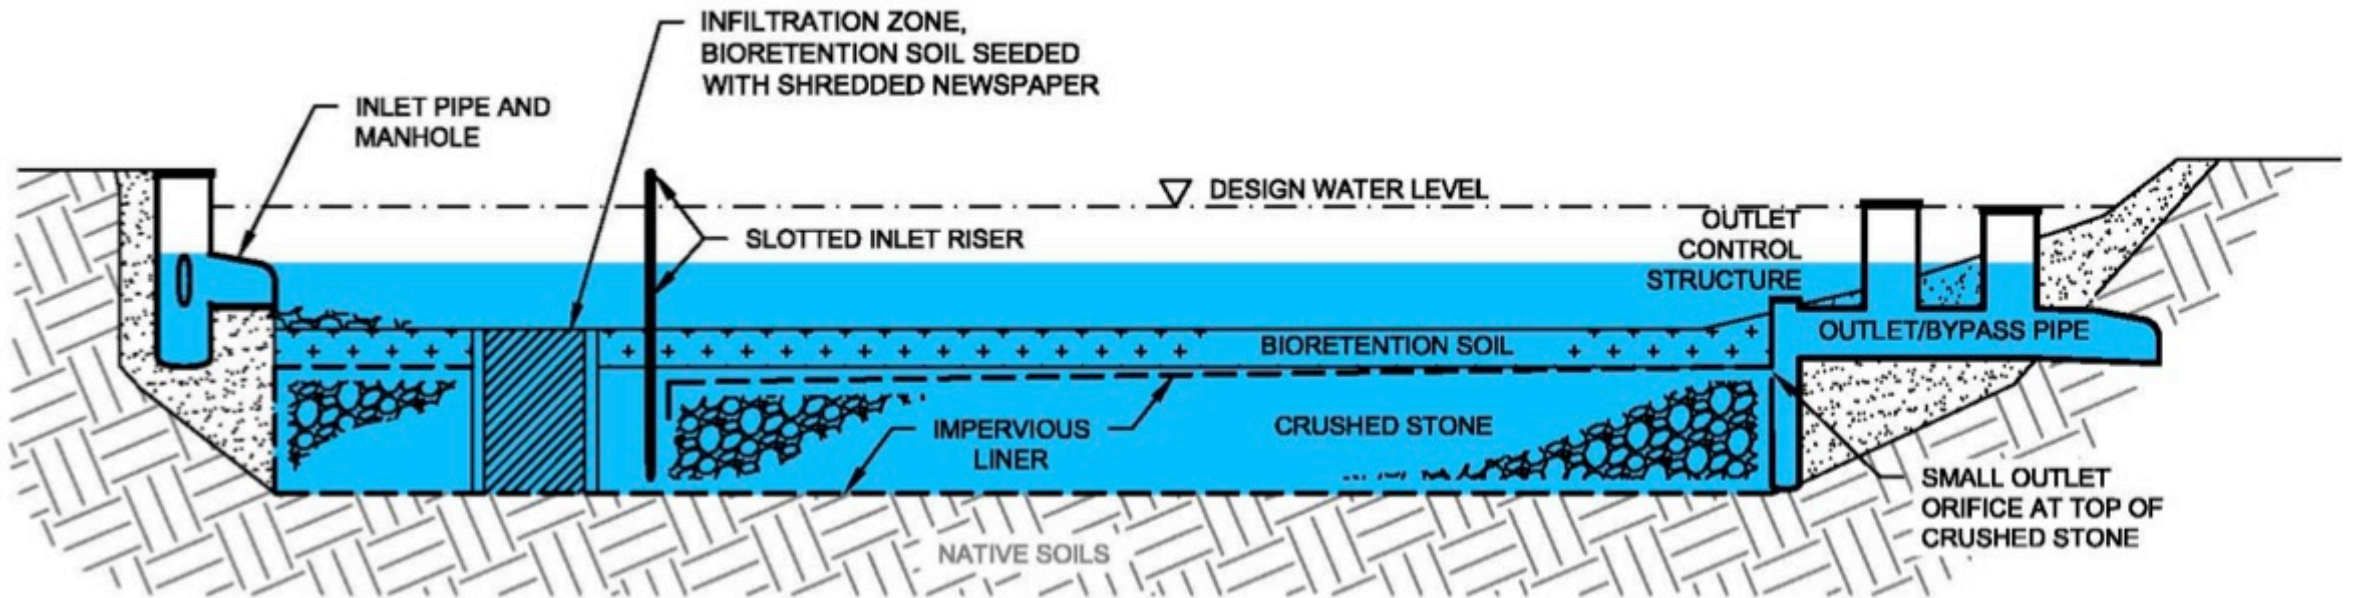 INFILTRATION ZONE,
BIORETENTION SOIL SEEDED
WITH SHREDDED NEWSPAPER
INLET PIPE AND
MANHOLE
DESIGN WATER LEVEL
SLOTTED INLET RISER
OUTLET
CONTROL
STRUCTURE
OUTLET/BYPASS PIPE
BIORETENTION SOIL
IMPERVIOUS
LINER
CRUSHED STONE
SMALL OUTLET
ORIFICE AT TOP OF
CRUSHED STONE
NATIVE SOILS